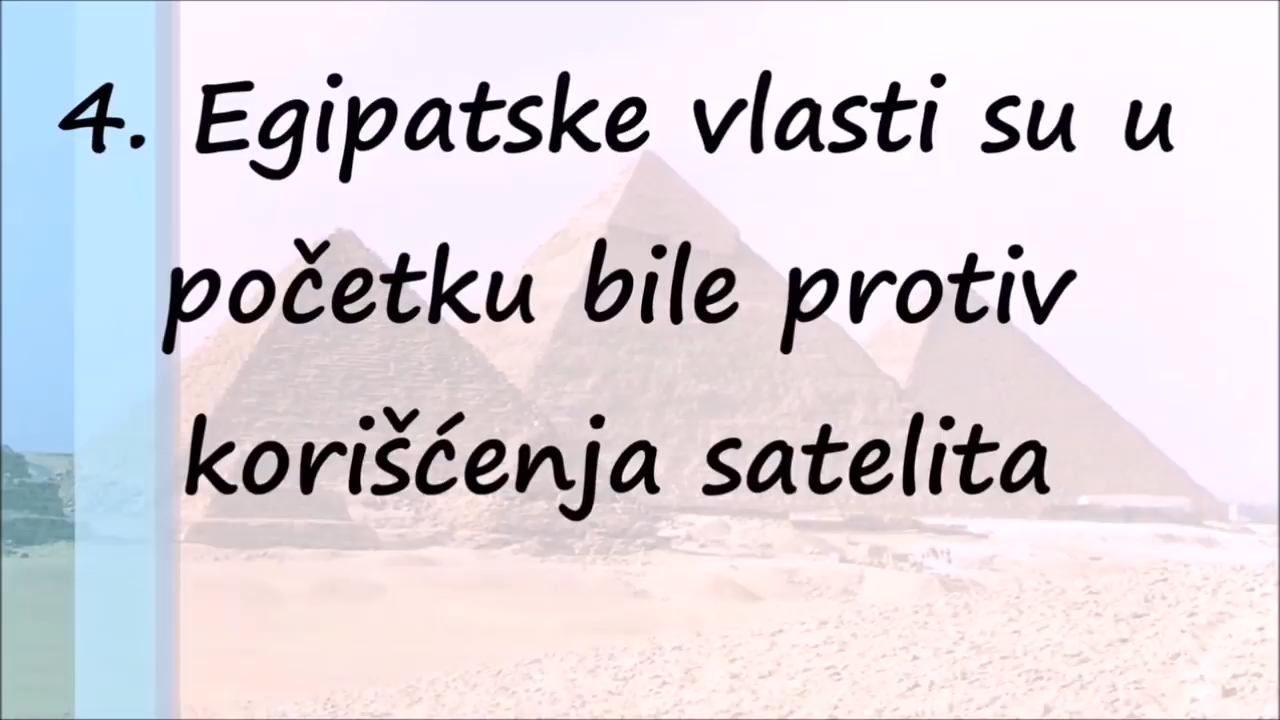 4. Egipatske vlasti su u
početku bile protiv
korišćenja satelita